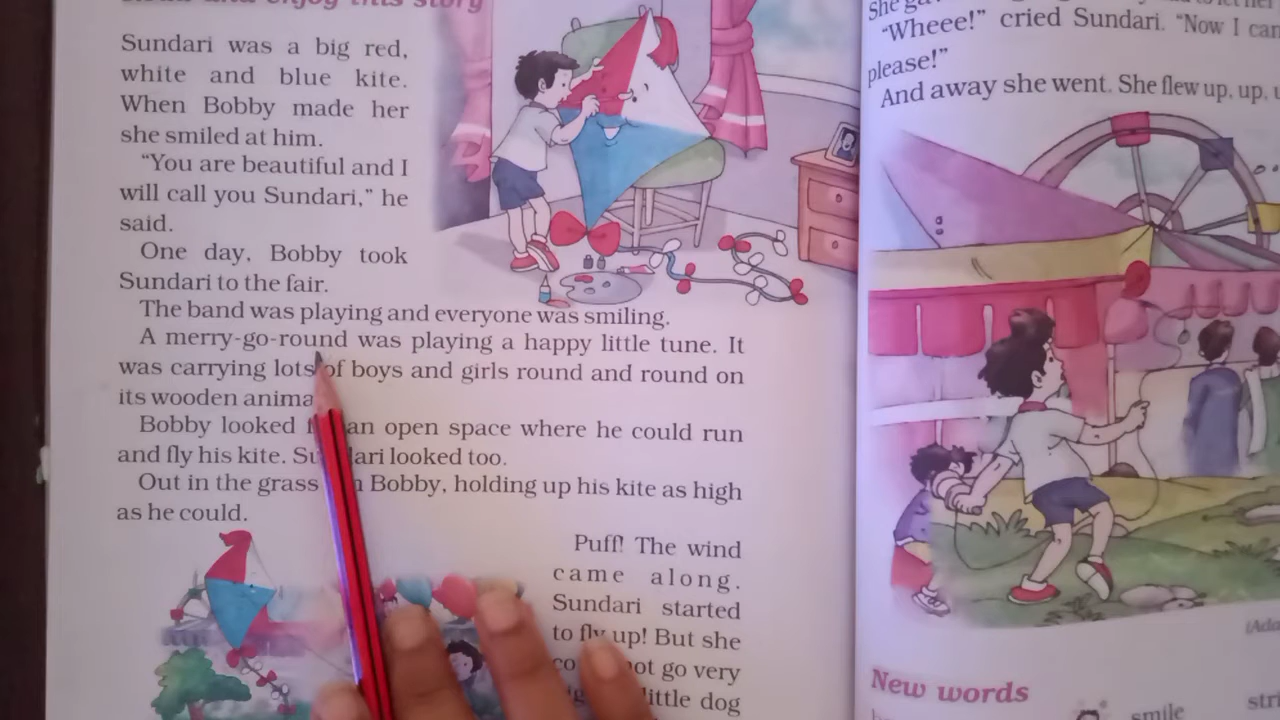 and enjoy this story
Sundari was a big red,
white and blue kite.
When Bobby made her
she smiled at him.
“You are beautiful and I
will call you Sundari,” he
said.
One day, Bobby took
Sundari to the fair.
The band was playing and everyone was smiling.
A merry-go-round was playing a happy little tune. It
was carrying lots of boys and girls round and round on
its wooden
Bobby looked an open space where he could run
and fly his kite. looked too.
Out in the grass Bobby, holding up his kite as high
as he could.
Puff! The wind
came along.
Sundari started
to fly up! But she
not go very
little dog
She
“Wheee!” cried Sundari. “Now I can
please!”
And away she went. She flew up, up,
New words
smile